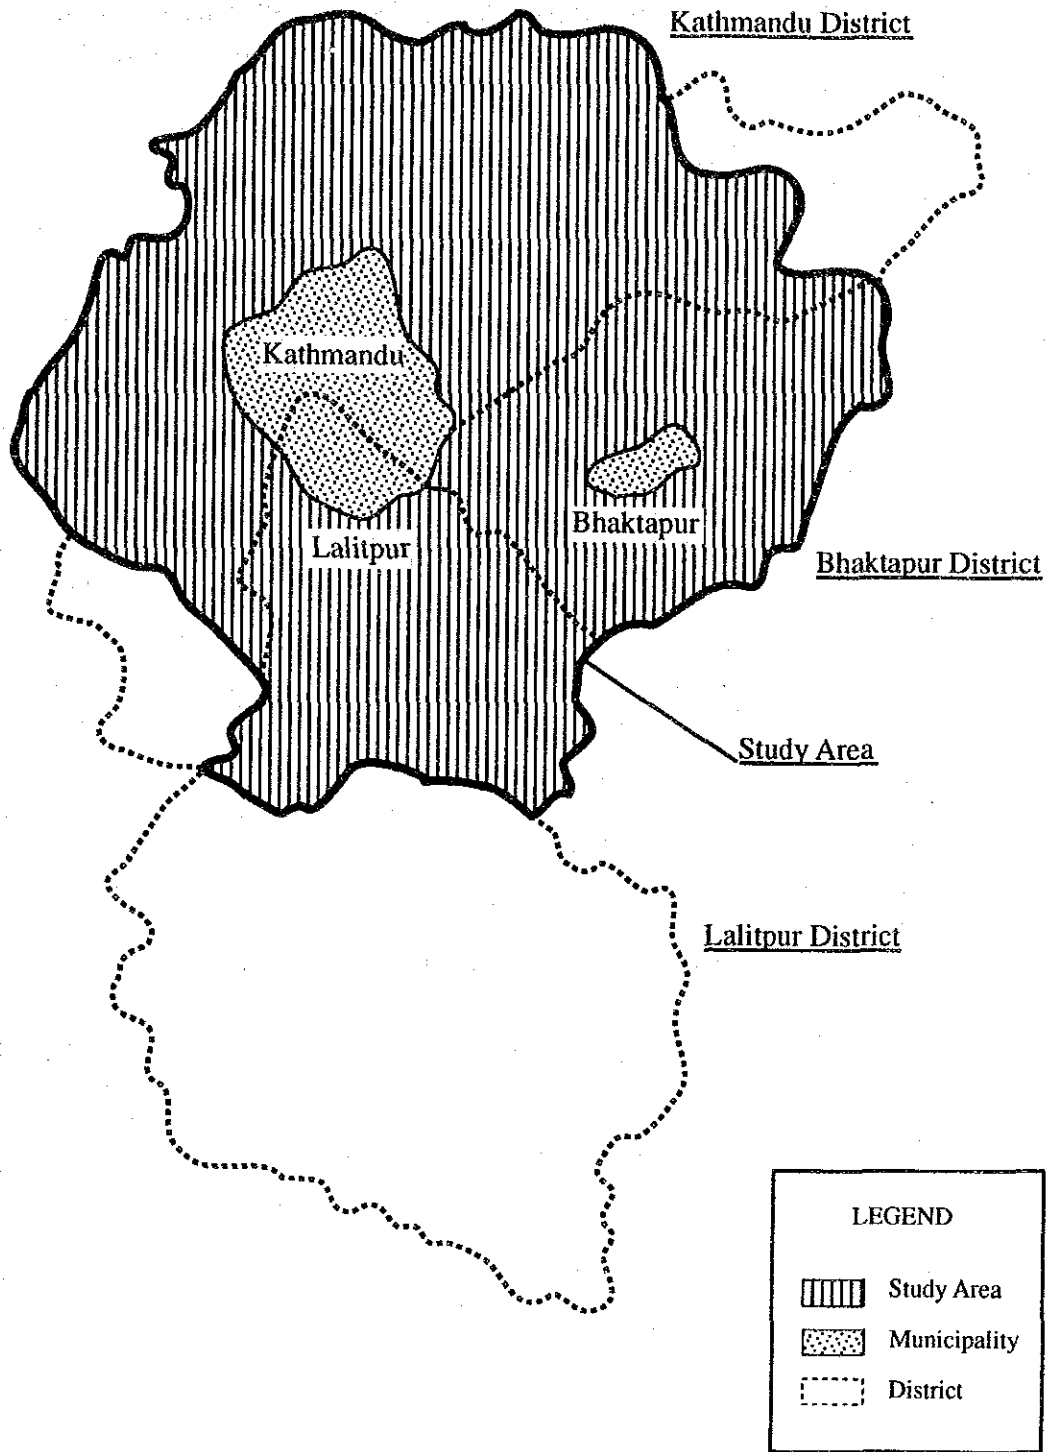 Kathmandu District
Kathmandu
Bhaktapur
Lalitpur
Bhaktapur District
Study Area
Lalitpur District
LEGEND
Study Area
Municipality
District